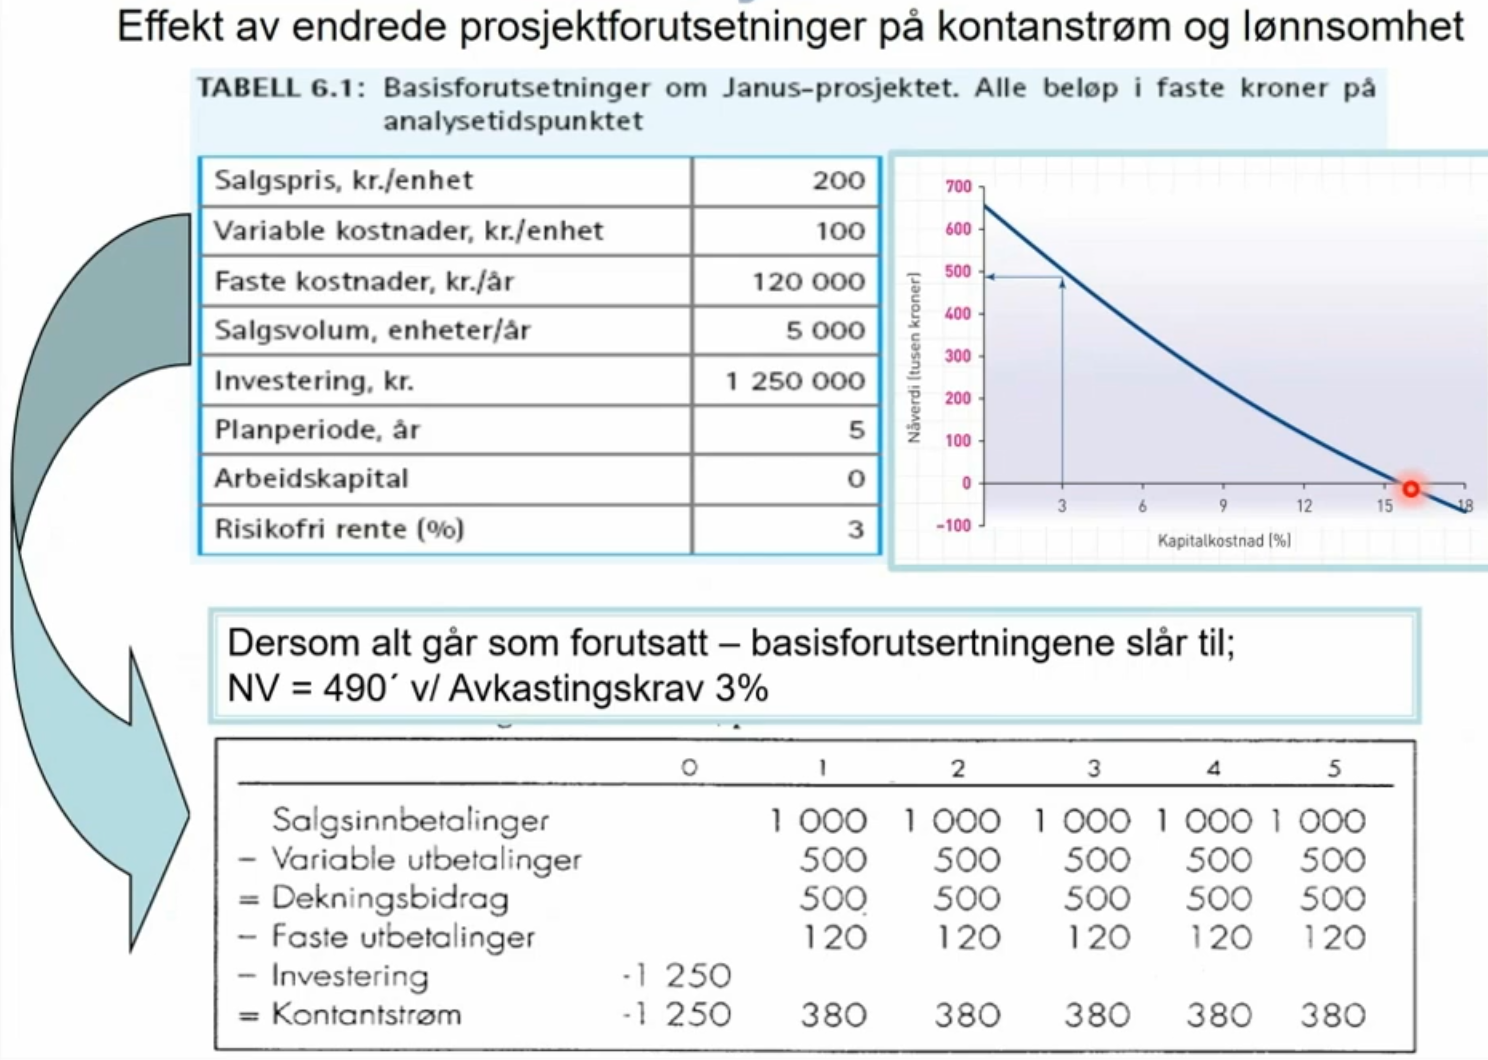 Effekt av endrede prosjektforutsetninger på kontanstrøm og lønnsomhet
TABELL 6.1: Basisforutsetninger om Janus-prosjektet. Alle beløp i faste kroner på
analysetidspunktet
Salgspris, kr./enhet 200
Variable kostnader, kr./enhet 100
Faste kostnader, kr./år 120 000
Salgsvolum, enheter/år 5 000
Investering, kr. 1 250 000
Planperiode, år 5
Arbeidskapital 0
Risikofri rente (%) 3
Nåverdi (tusen kroner)
700
600
500
400
300
200
100
0
-100
3 6 9 12 15 18
Kapitalkostnad (%)
Dersom alt går som forutsatt – basisforutsertningene slår til;
NV = 490´ v/ Avkastingskrav 3%
0 1 2 3 4 5
Salgsinnbetalinger 1 000 1 000 1 000 1 000 1 000
– Variable utbetalinger 500 500 500 500 500
= Dekningsbidrag 500 500 500 500 500
– Faste utbetalinger 120 120 120 120 120
– Investering -1 250
= Kontantstrøm -1 250 380 380 380 380 380